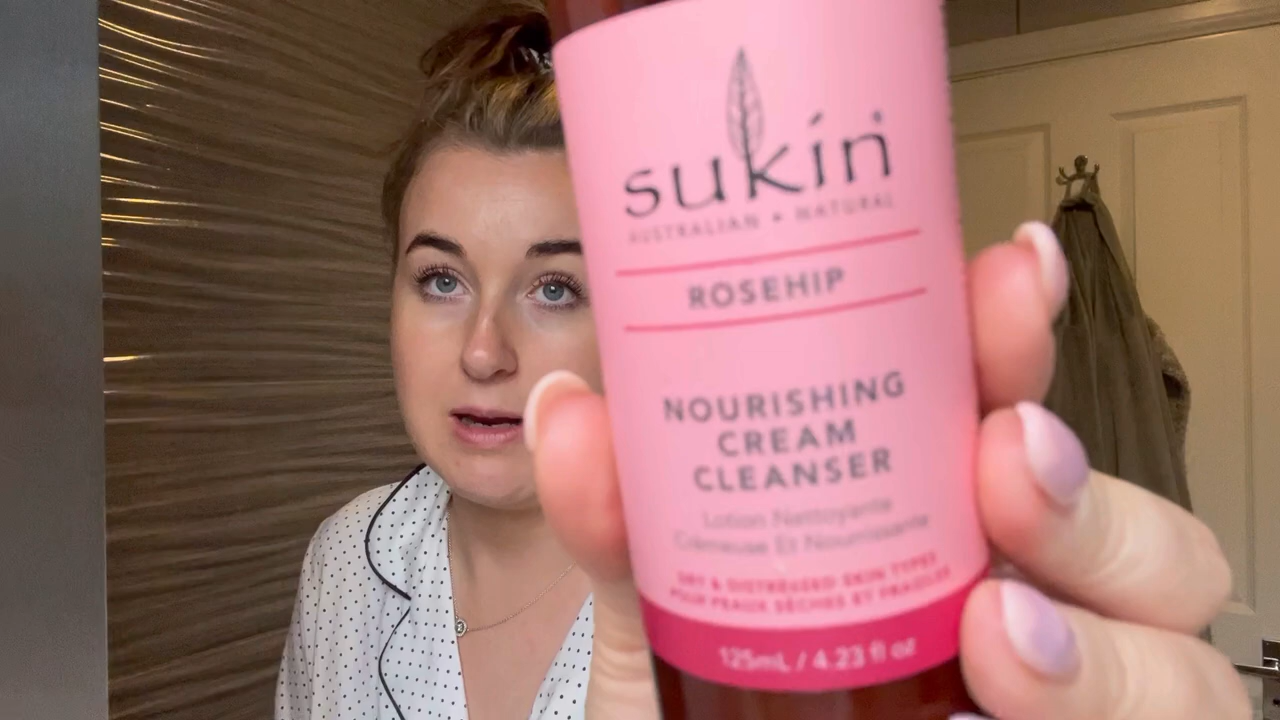 sukin
AUSTRALIAN • NATURAL
ROSEHIP
NOURISHING
CREAM
CLEANSER
Lotion Nettoyante
Crémeuse Et Nourrissante
DRY & DISTRESSED SKIN TYPES
POUR PEAUX SÈCHES ET FRAGILES
125mL / 4.23 fl oz